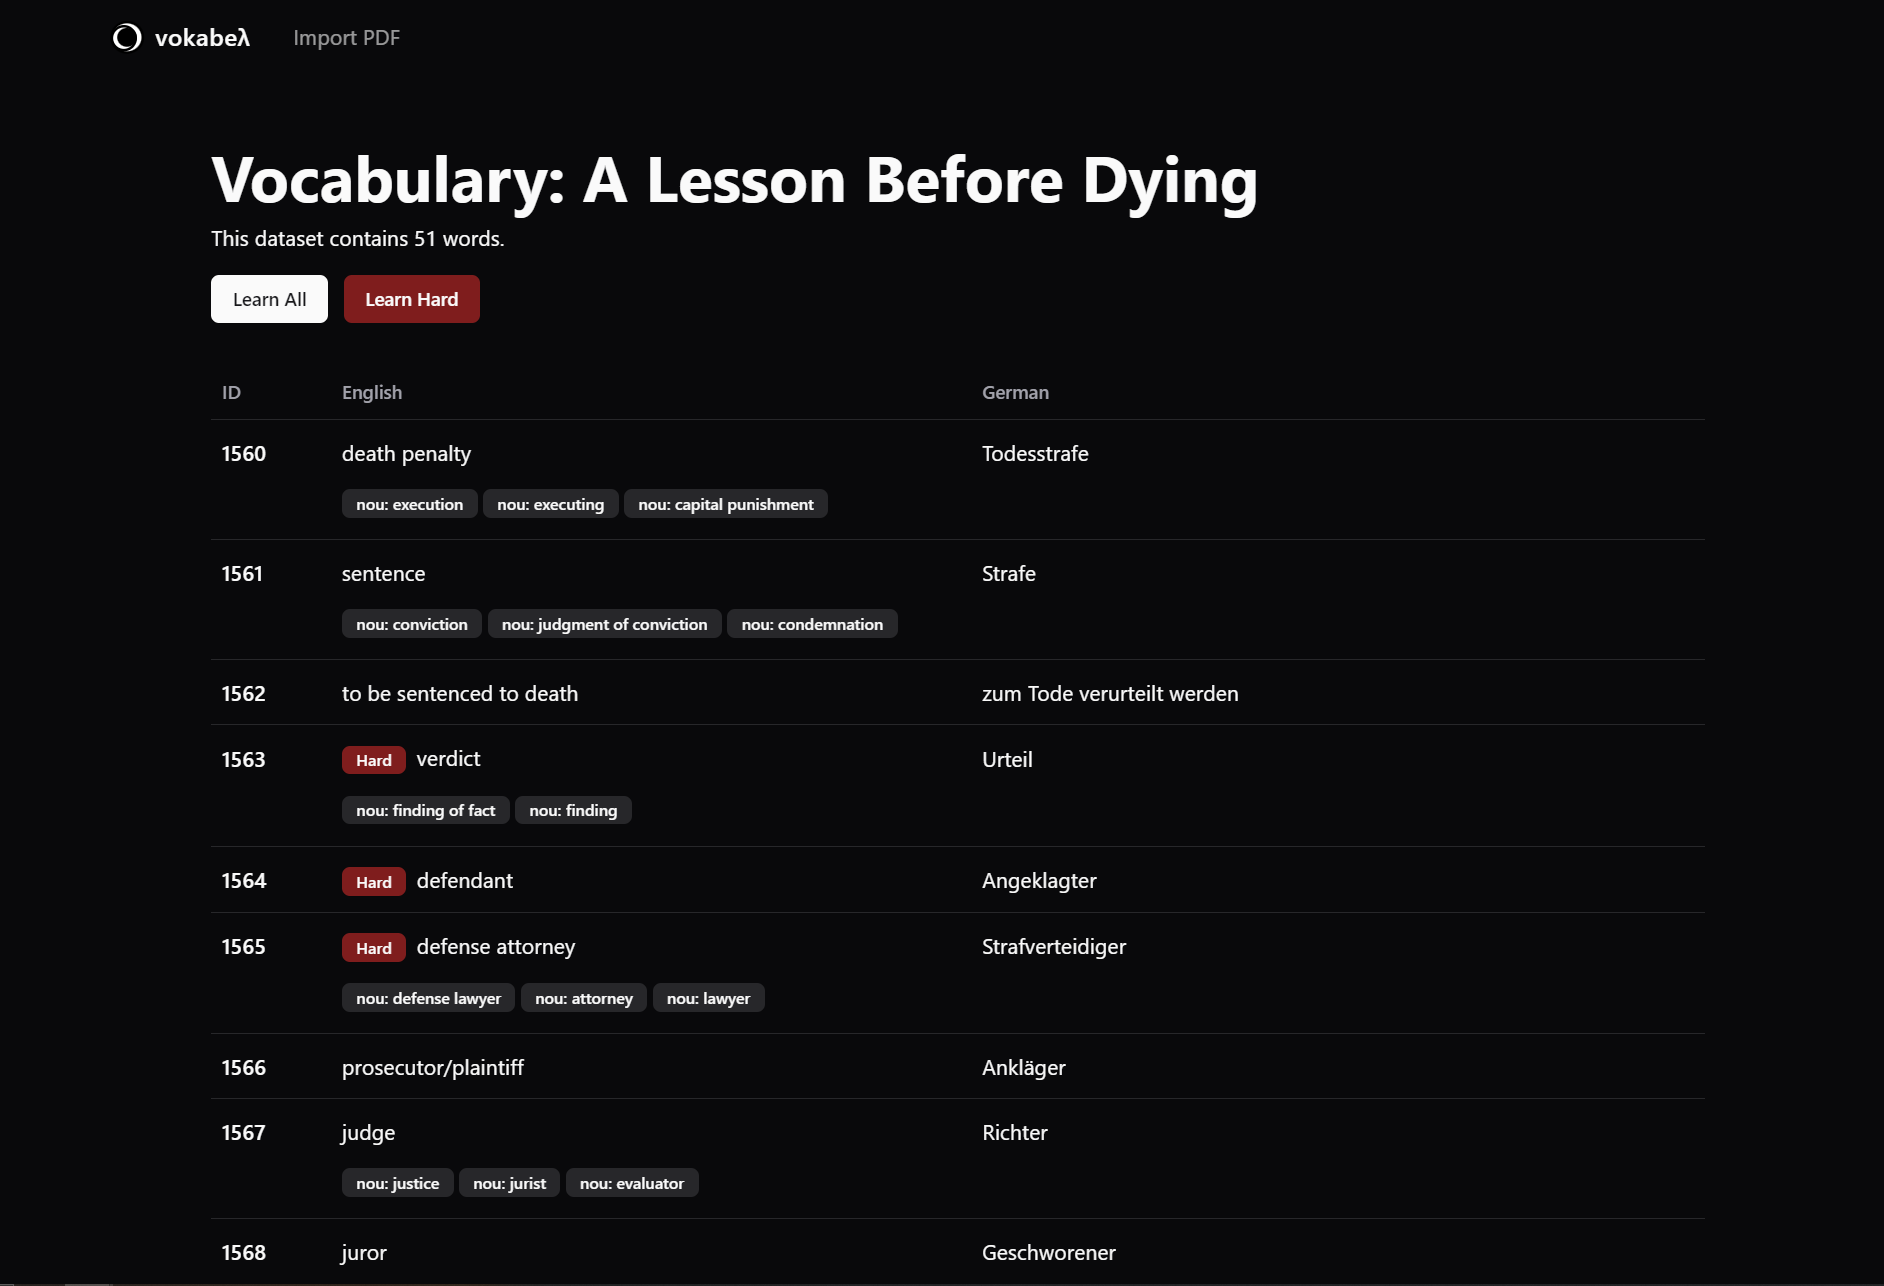 vokabeλ Import PDF
Vocabulary: A Lesson Before Dying
This dataset contains 51 words.
Learn All Learn Hard
ID English German
1560 death penalty Todesstrafe
nou: execution nou: executing nou: capital punishment
1561 sentence Strafe
nou: conviction nou: judgment of conviction nou: condemnation
1562 to be sentenced to death zum Tode verurteilt werden
1563 Hard verdict Urteil
nou: finding of fact nou: finding
1564 Hard defendant Angeklagter
1565 Hard defense attorney Strafverteidiger
nou: defense lawyer nou: attorney nou: lawyer
1566 prosecutor/plaintiff Ankläger
1567 judge Richter
nou: justice nou: jurist nou: evaluator
1568 juror Geschworener